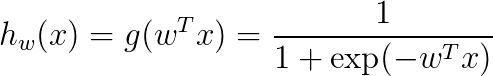 h_w(x) = g(w^T x) = \frac{1}{1 + \exp(-w^T x)}